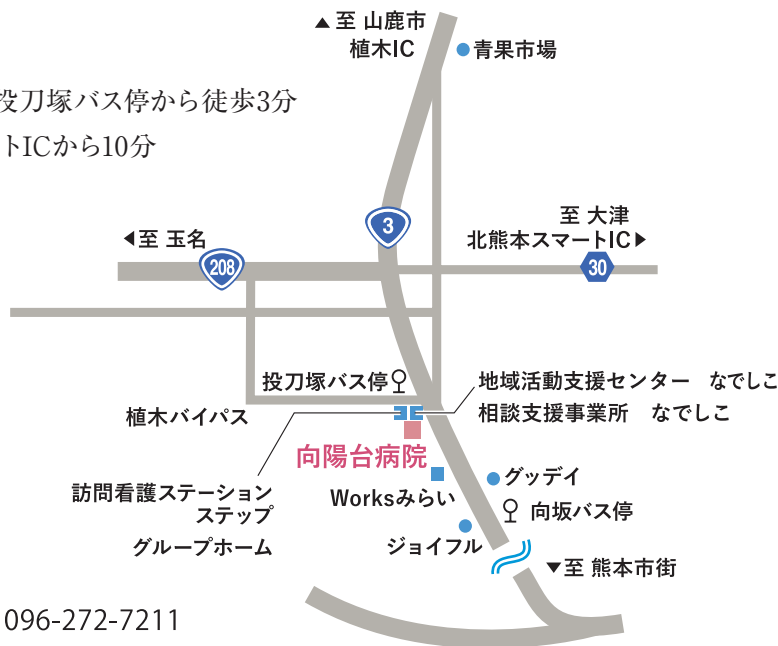 ▲至 山鹿市
植木IC
青果市場
投刀塚バス停から徒歩3分
トICから10分
3
至 大津
◀至 玉名
北熊本スマートIC▶
208
30
投刀塚バス停
地域活動支援センター なでしこ
植木バイパス
相談支援事業所 なでしこ
向陽台病院
グッデイ
訪問看護ステーション
ステップ
Worksみらい
向坂バス停
グループホーム
ジョイフル
▼至 熊本市街
096-272-7211